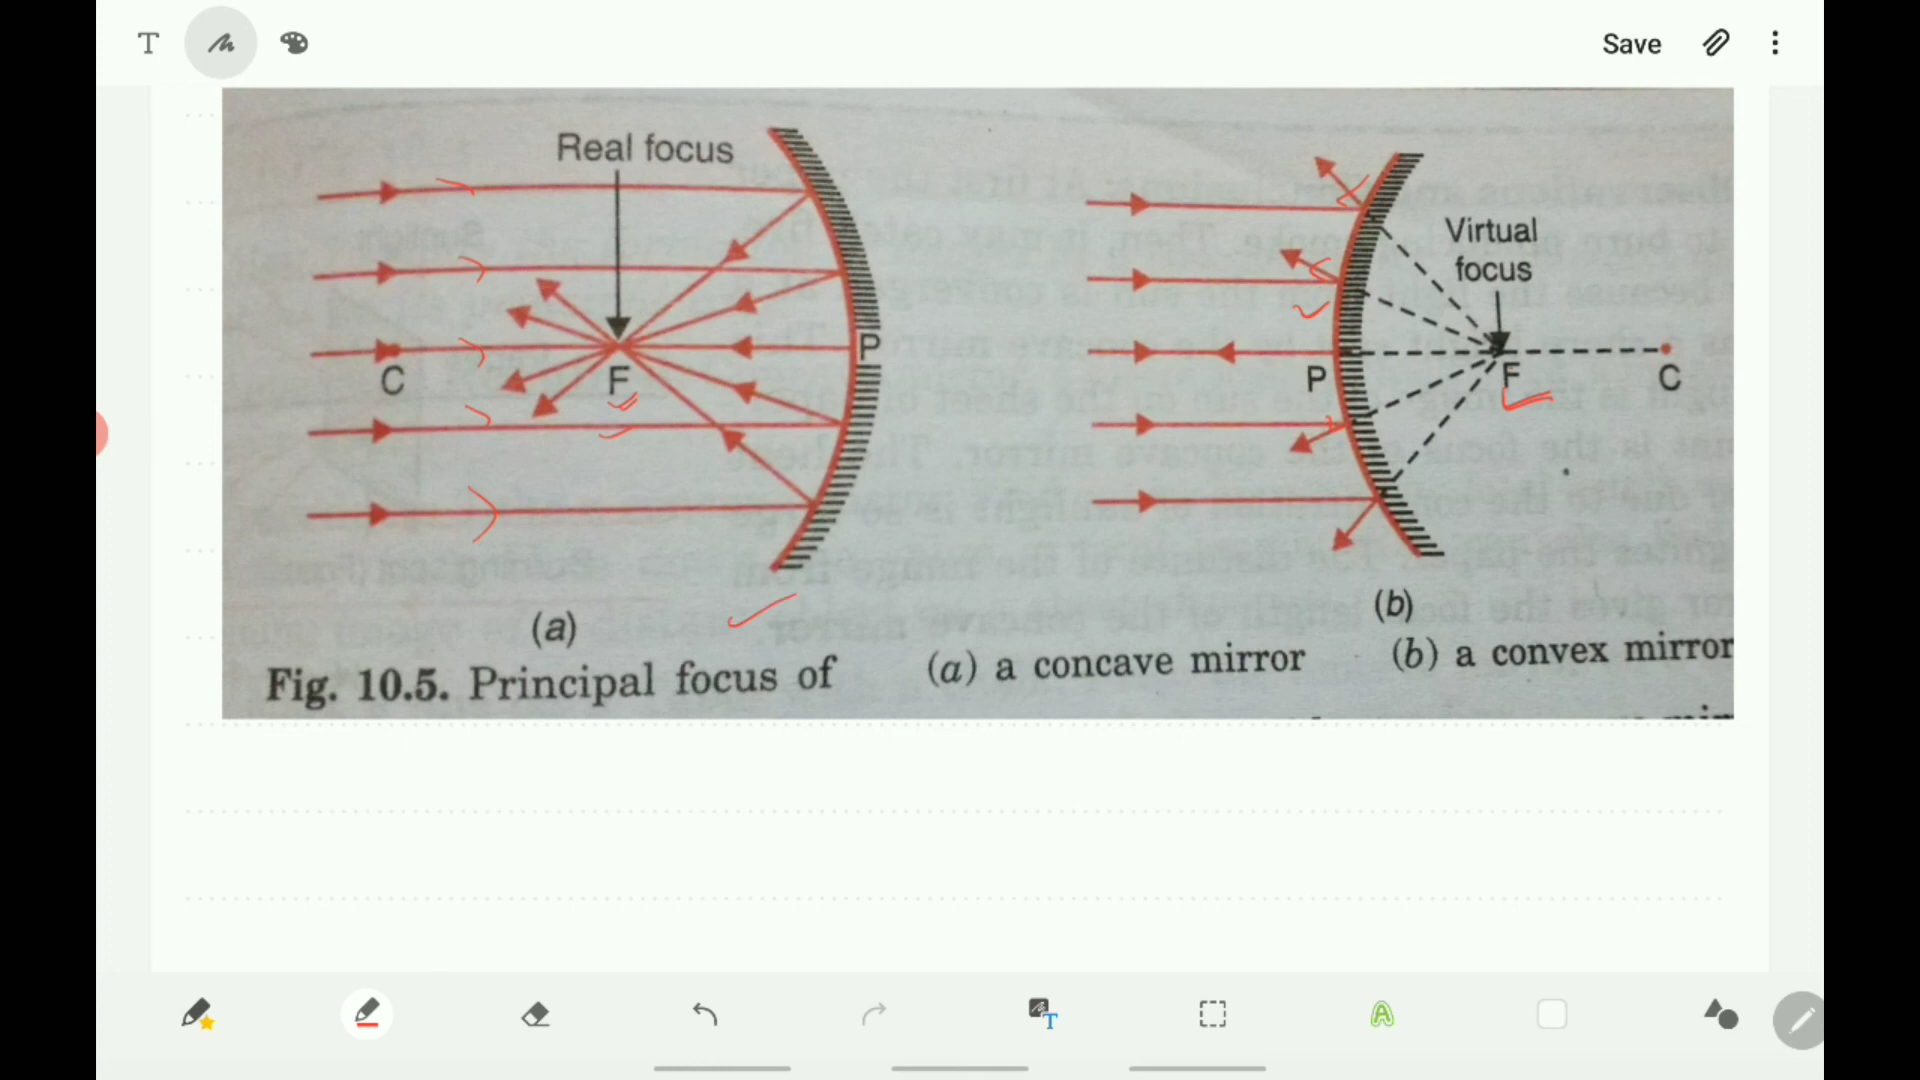 T
Save
Real focus
Virtual
focus
P
C
F
P
F
C
(a)
(b)
Fig. 10.5. Principal focus of (a) a concave mirror (b) a convex mirror
T
A